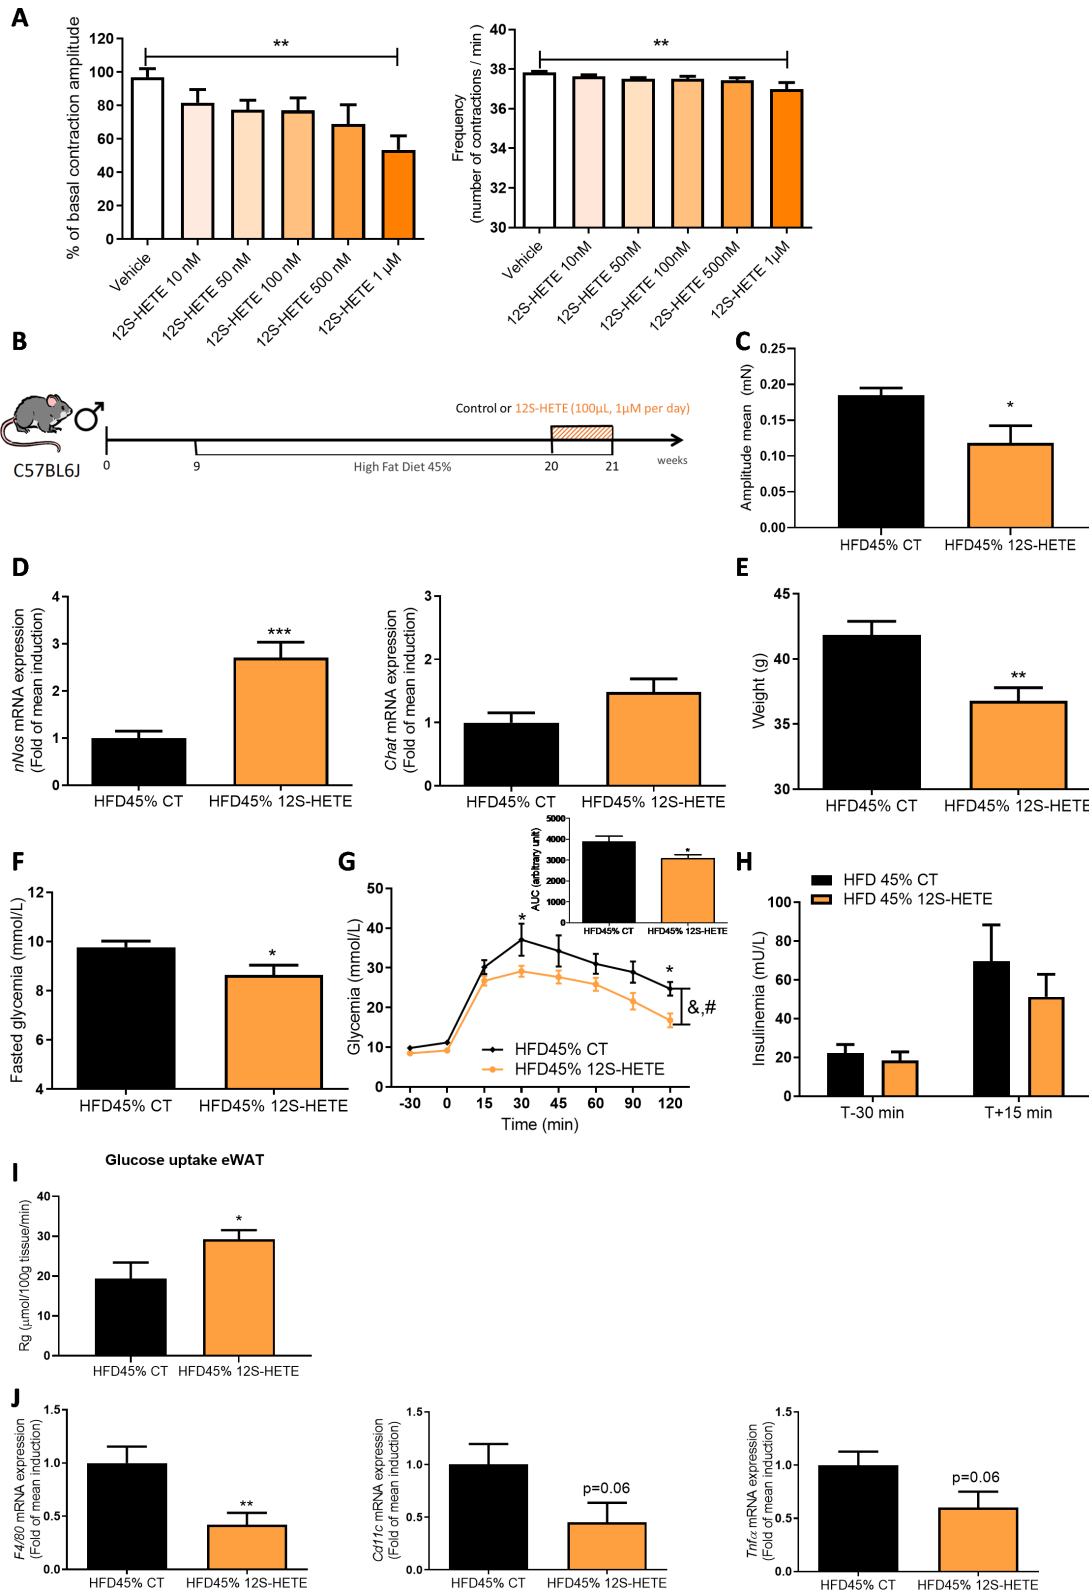 A
% of basal contraction amplitude
120
100
80
60
40
20
0
**
Vehicle
12S-HETE 10 nM
12S-HETE 50 nM
12S-HETE 100 nM
12S-HETE 500 nM
12S-HETE 1 µM
Frequency
(number of contractions / min )
40
38
36
34
32
30
**
Vehicle
12S-HETE 10nM
12S-HETE 50nM
12S-HETE 100nM
12S-HETE 500nM
12S-HETE 1µM
B
C57BL6J
Control or 12S-HETE (100µL, 1µM per day)
0
9
High Fat Diet 45%
20
21
weeks
C
Amplitude mean (mN)
0.25
0.20
0.15
0.10
0.05
0.00
*
HFD45% CT
HFD45% 12S-HETE
D
nNos mRNA expression
(Fold of mean induction)
4
3
2
1
0
***
HFD45% CT
HFD45% 12S-HETE
Chat mRNA expression
(Fold of mean induction)
3
2
1
0
HFD45% CT
HFD45% 12S-HETE
E
Weight (g)
45
40
35
30
**
HFD45% CT
HFD45% 12S-HETE
F
Fasted glycemia (mmol/L)
12
10
8
6
4
*
HFD45% CT
HFD45% 12S-HETE
G
AUC (arbitrary unit)
5000
4000
3000
2000
1000
0
*
HFD45% CT
HFD45% 12S-HETE
Glycemia (mmol/L)
50
40
30
20
10
0
*
*
&,#
HFD45% CT
HFD45% 12S-HETE
-30
0
15
30
45
60
90
120
Time (min)
H
HFD 45% CT
HFD 45% 12S-HETE
Insulinemia (mU/L)
100
80
60
40
20
0
T-30 min
T+15 min
I
Glucose uptake eWAT
Rg (µmol/100g tissue/min)
40
30
20
10
0
*
HFD45% CT
HFD45% 12S-HETE
J
F4/80 mRNA expression
(Fold of mean induction)
1.5
1.0
0.5
0.0
**
HFD45% CT
HFD45% 12S-HETE
Cd11c mRNA expression
(Fold of mean induction)
1.5
1.0
0.5
0.0
p=0.06
HFD45% CT
HFD45% 12S-HETE
Tnfα mRNA expression
(Fold of mean induction)
1.5
1.0
0.5
0.0
p=0.06
HFD45% CT
HFD45% 12S-HETE